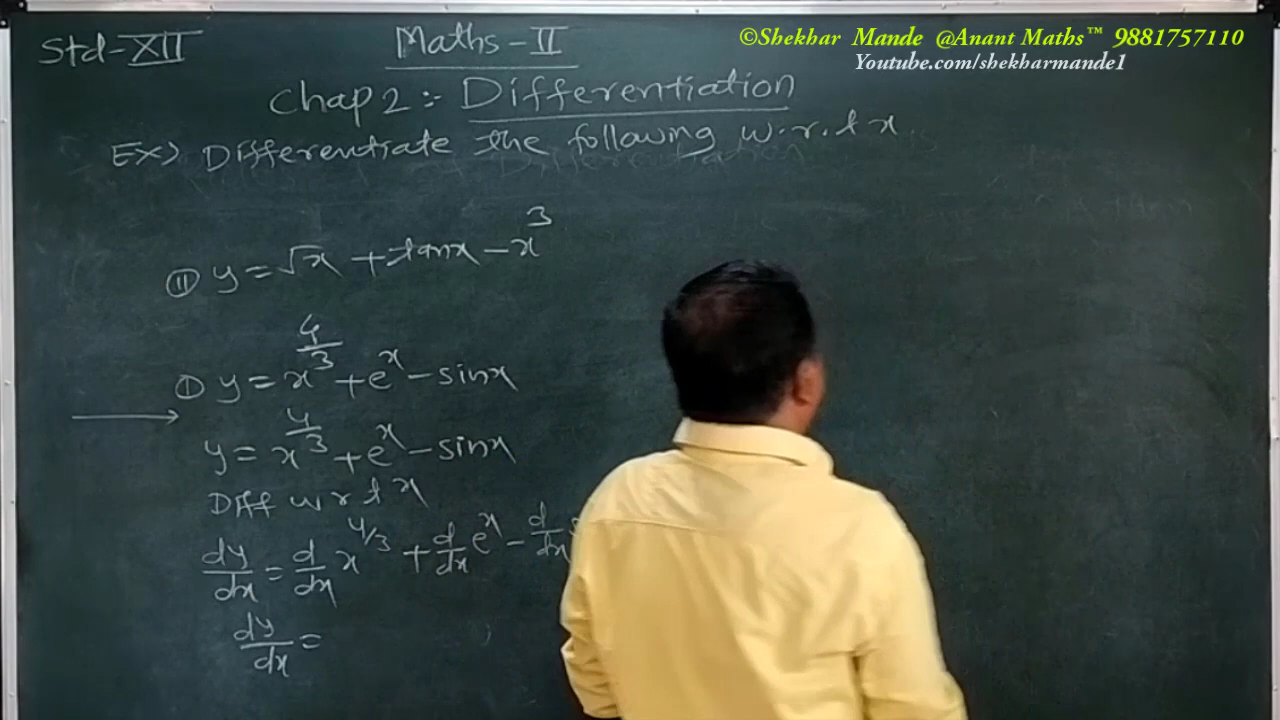 ©Shekhar Mande @Anant Maths™ 9881757110
Youtube.com/shekharmande1
Std-XII Maths-II
Chap 2:- Differentiation
EX> Differentiate the following w.r.t x.
(II) y = √x + tanx - x^3
(I) y = x^(4/3) + e^x - sinx
y = x^(4/3) + e^x - sinx
Diff w r t x
dy/dx = d/dx x^4/3 + d/dx e^x - d/dx
dy/dx =